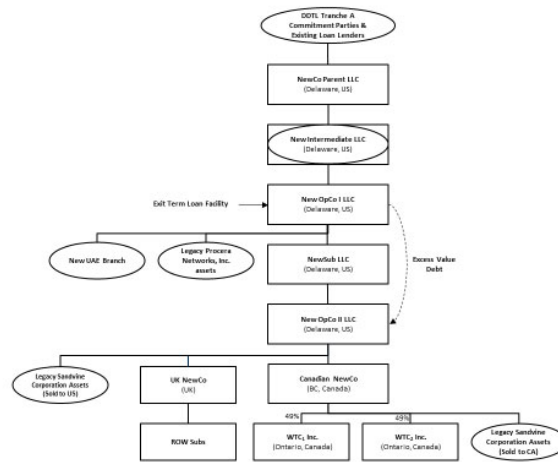 DDTL Tranche A
Commitment Parties &
Existing Loan Lenders
NewCo Parent LLC
(Delaware, US)
New Intermediate LLC
(Delaware, US)
Exit Term Loan Facility
New OpCo I LLC
(Delaware, US)
New UAE Branch
Legacy Procera
Networks, Inc.
assets
NewSub LLC
(Delaware, US)
Excess Value
Debt
New OpCo II LLC
(Delaware, US)
Legacy Sandvine
Corporation Assets
(Sold to US)
UK NewCo
(UK)
Canadian NewCo
(BC, Canada)
49%
49%
ROW Subs
WTC1 Inc.
(Ontario, Canada)
WTC2 Inc.
(Ontario, Canada)
Legacy Sandvine
Corporation Assets
(Sold to CA)